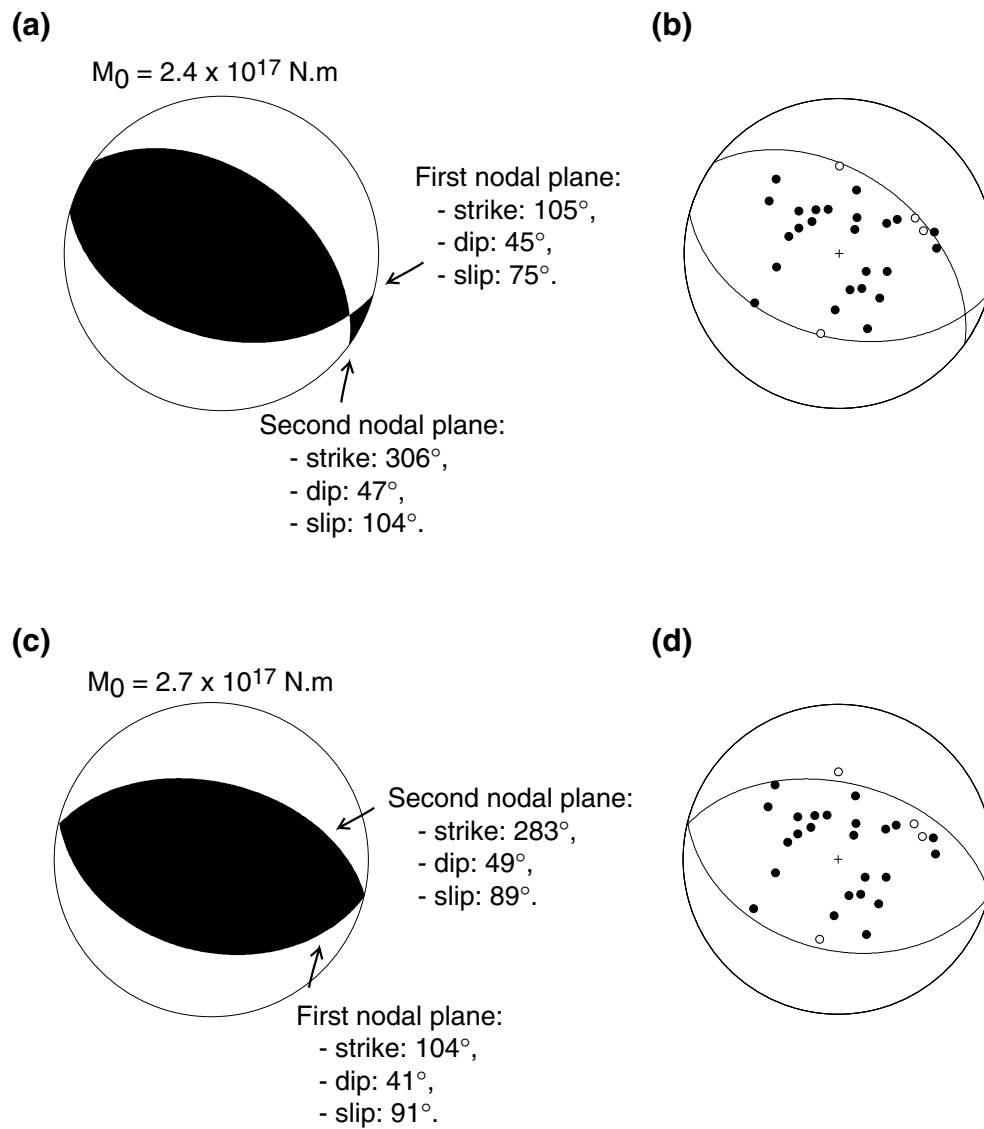 (a)
M0 = 2.4 x 10^17 N.m
First nodal plane:
- strike: 105°,
- dip: 45°,
- slip: 75°.
Second nodal plane:
- strike: 306°,
- dip: 47°,
- slip: 104°.
(b)
(c)
M0 = 2.7 x 10^17 N.m
Second nodal plane:
- strike: 283°,
- dip: 49°,
- slip: 89°.
First nodal plane:
- strike: 104°,
- dip: 41°,
- slip: 91°.
(d)